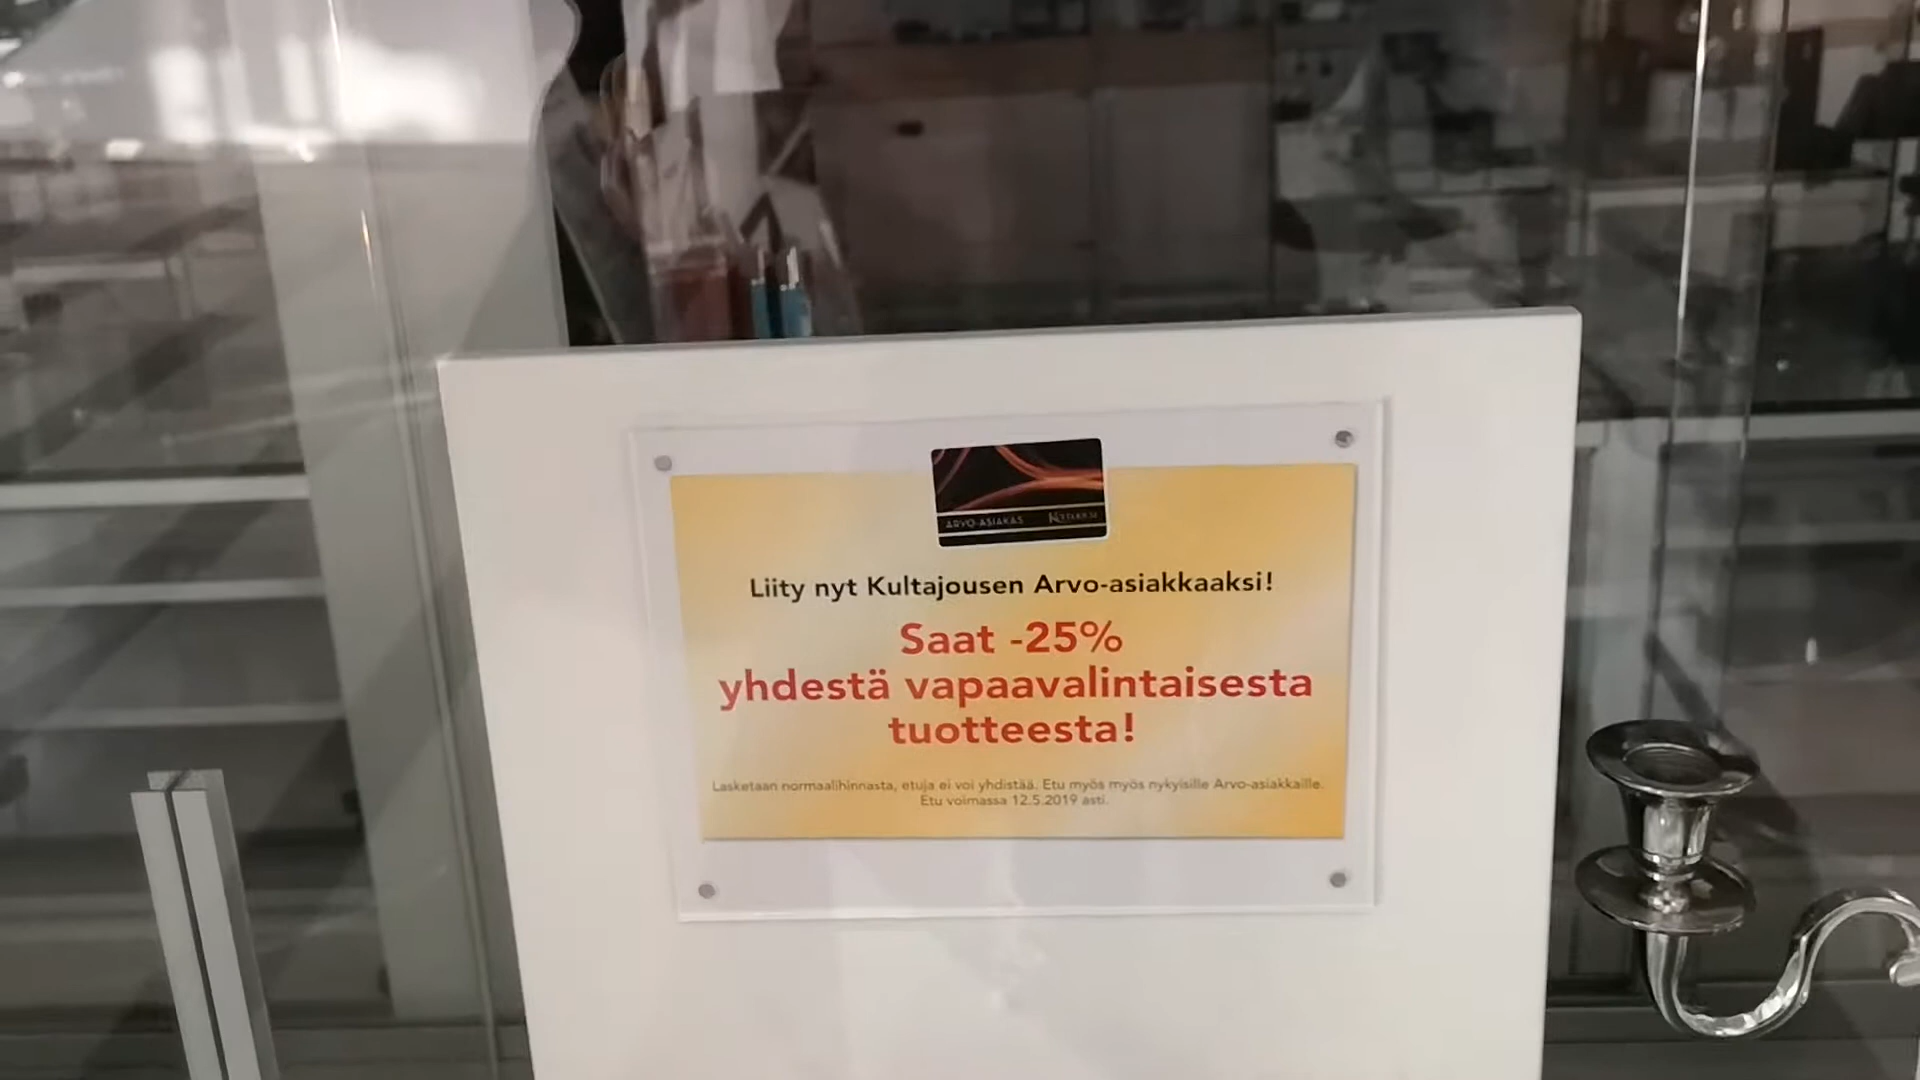 ARVO-ASIAKAS
Liity nyt Kultajousen Arvo-asiakkaaksi!
Saat -25%
yhdestä vapaavalintaisesta
tuotteesta!
Lasketaan normaalihinnasta, etuja ei voi yhdistää. Etu myös myös nykyisille Arvo-asiakkaille.
Etu voimassa 12.5.2019 asti.